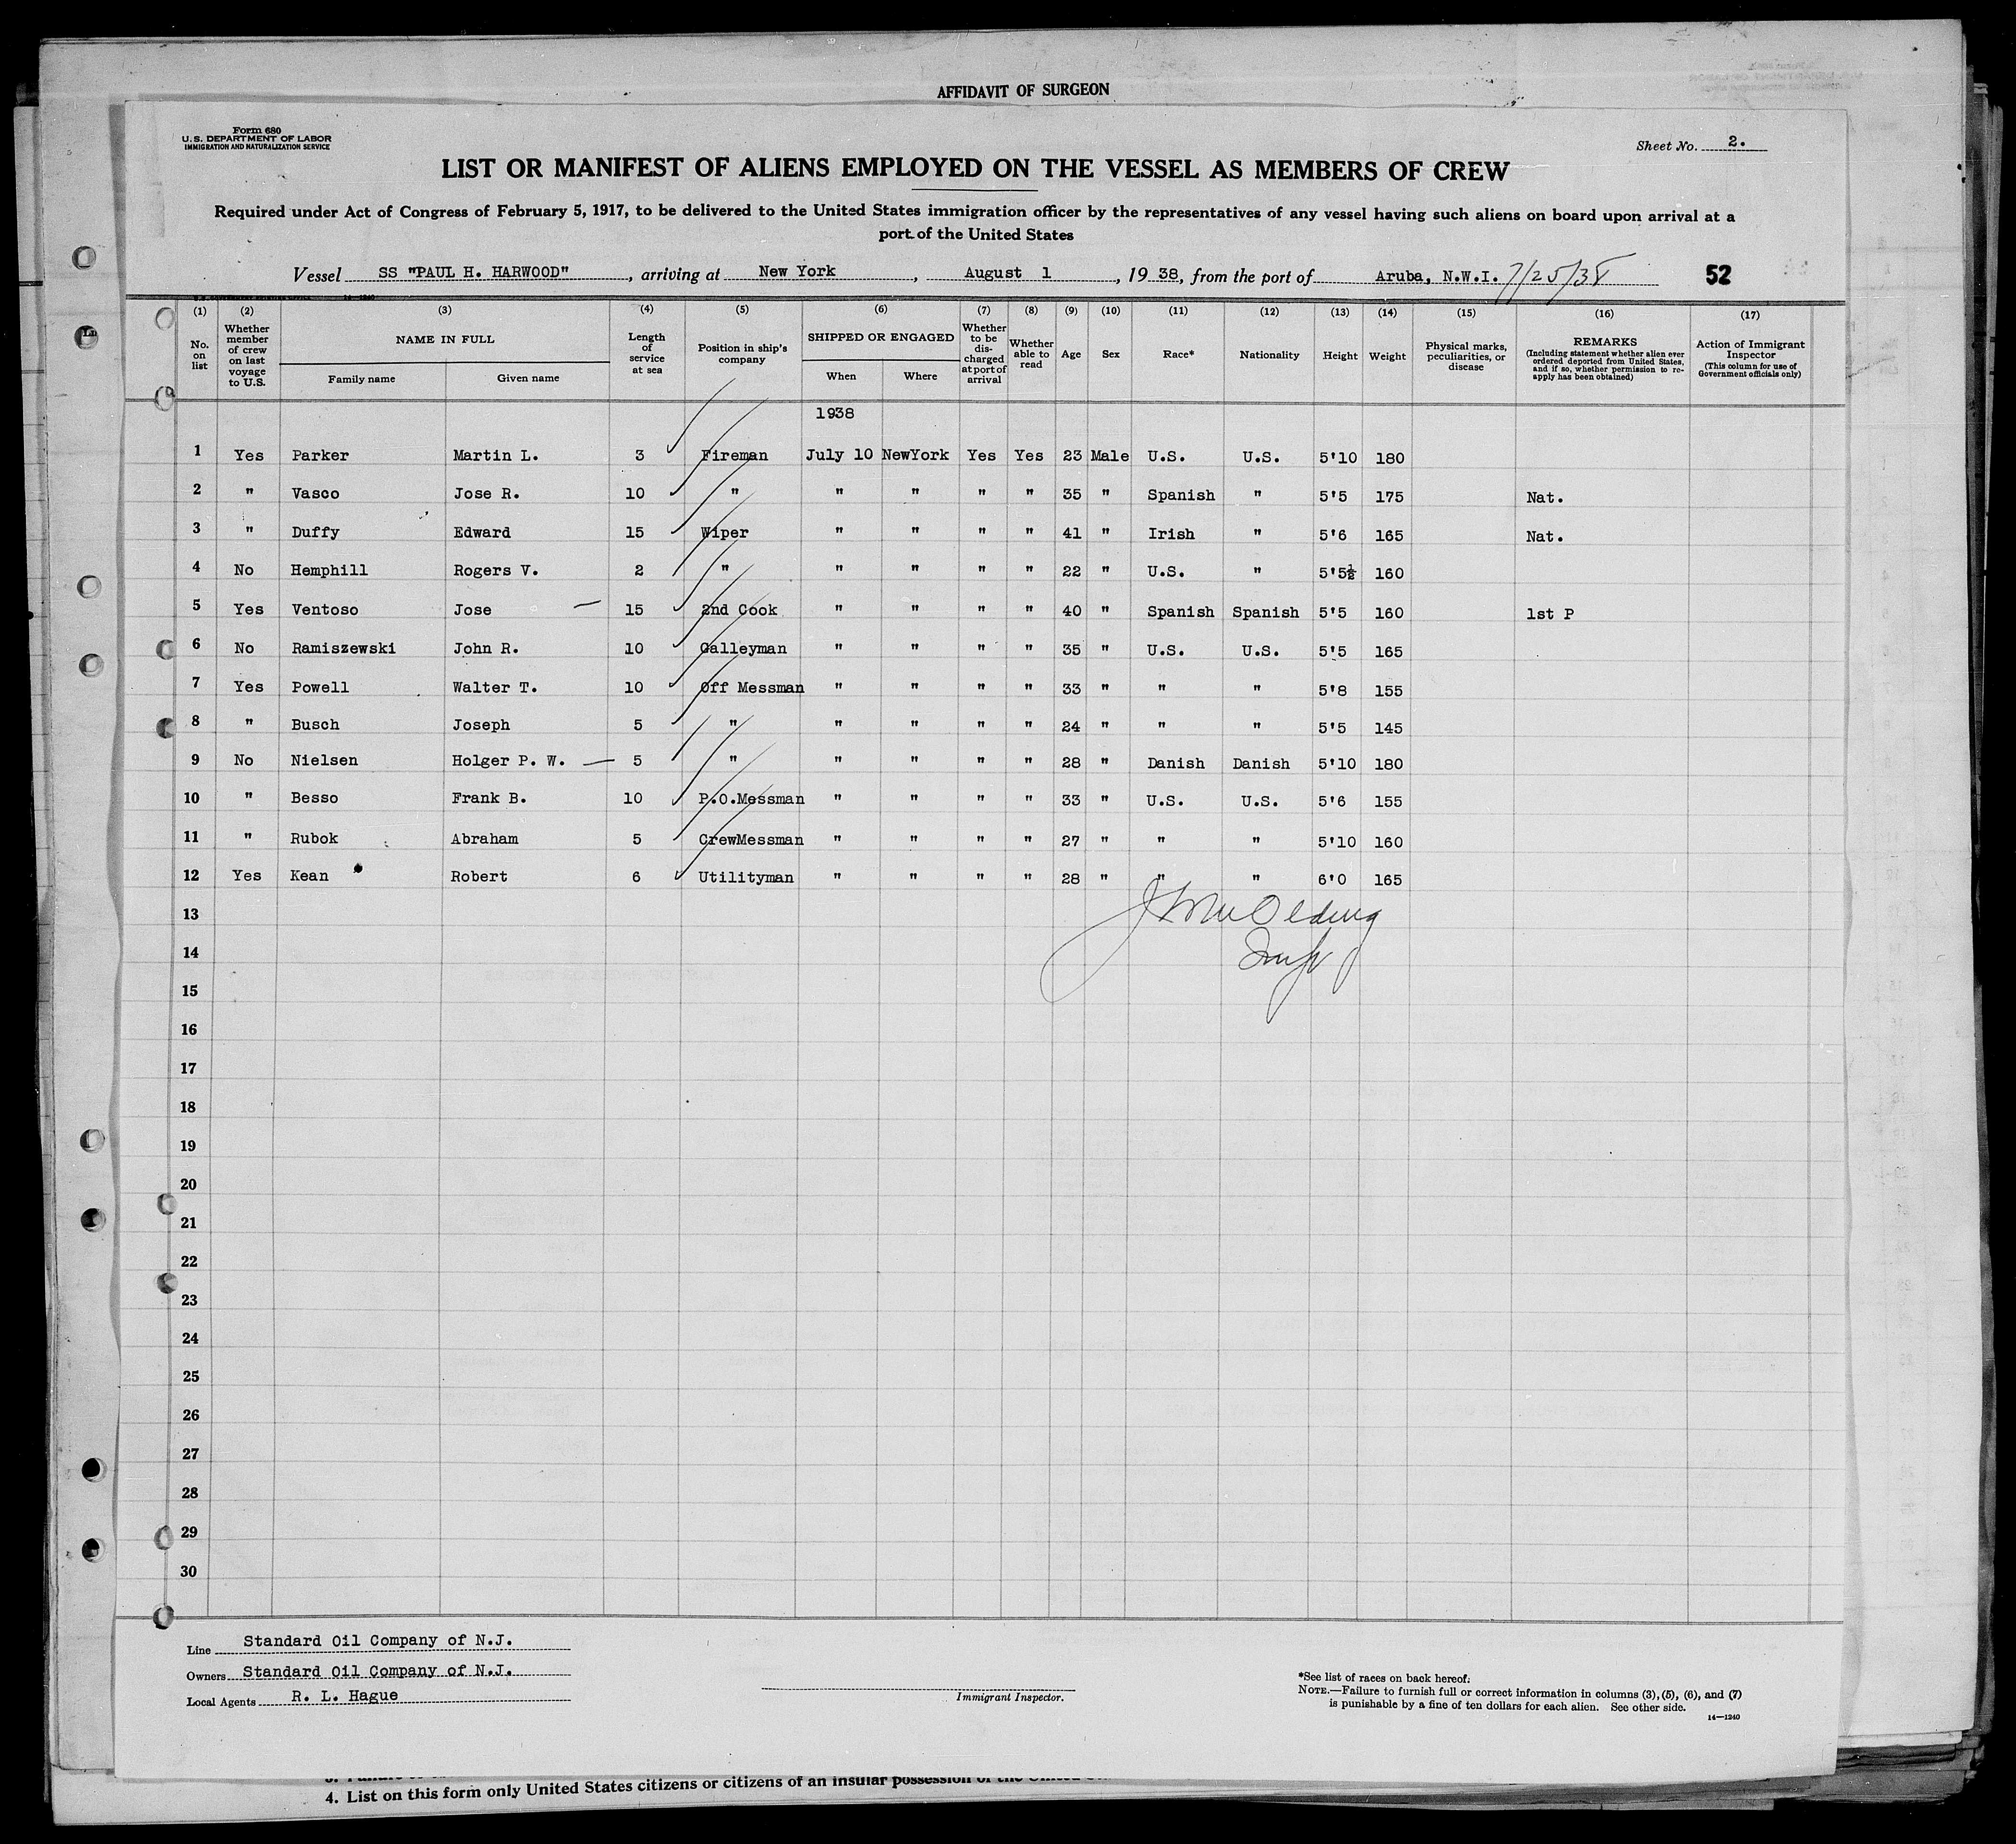 AFFIDAVIT OF SURGEON
Form 680
U. S. DEPARTMENT OF LABOR
IMMIGRATION AND NATURALIZATION SERVICE
Sheet No. 2.
LIST OR MANIFEST OF ALIENS EMPLOYED ON THE VESSEL AS MEMBERS OF CREW
Required under Act of Congress of February 5, 1917, to be delivered to the United States immigration officer by the representatives of any vessel having such aliens on board upon arrival at a
port of the United States
Vessel SS "PAUL H. HARWOOD", arriving at New York, August 1, 1938, from the port of Aruba, N.W.I. 7/25/38 52
(1) (2) (3) (4) (5) (6) (7) (8) (9) (10) (11) (12) (13) (14) (15) (16) (17)
No. on list
Whether member of crew on last voyage to U.S.
NAME IN FULL
Family name Given name
Length of service at sea
Position in ship's company
SHIPPED OR ENGAGED
When Where
Whether to be discharged at port of arrival
Whether able to read
Age Sex Race* Nationality Height Weight
Physical marks, peculiarities, or disease
REMARKS
(Including statement whether alien ever ordered deported from United States, and if so, whether permission to reapply has been obtained)
Action of Immigrant Inspector
(This column for use of Government officials only)
1938
1 Yes Parker Martin L. 3 Fireman July 10 NewYork Yes Yes 23 Male U.S. U.S. 5'10 180
2 " Vasco Jose R. 10 " " " " " 35 " Spanish " 5'5 175 Nat.
3 " Duffy Edward 15 Wiper " " " " 41 " Irish " 5'6 165 Nat.
4 No Hemphill Rogers V. 2 " " " " " 22 " U.S. " 5'5½ 160
5 Yes Ventoso Jose — 15 2nd Cook " " " " 40 " Spanish Spanish 5'5 160 1st P
6 No Ramiszewski John R. 10 Galleyman " " " " 35 " U.S. U.S. 5'5 165
7 Yes Powell Walter T. 10 Off Messman " " " " 33 " " " 5'8 155
8 " Busch Joseph 5 " " " " " 24 " " " 5'5 145
9 No Nielsen Holger P. W. — 5 " " " " " 28 " Danish Danish 5'10 180
10 " Besso Frank B. 10 P.O.Messman " " " " 33 " U.S. U.S. 5'6 155
11 " Rubok Abraham 5 CrewMessman " " " " 27 " " " 5'10 160
12 Yes Kean Robert 6 Utilityman " " " " 28 " " " 6'0 165
13
14
15
16
17
18
19
20
21
22
23
24
25
26
27
28
29
30
Line Standard Oil Company of N.J.
Owners Standard Oil Company of N.J.
Local Agents R. L. Hague
Immigrant Inspector.
*See list of races on back hereof.
NOTE.—Failure to furnish full or correct information in columns (3), (5), (6), and (7)
is punishable by a fine of ten dollars for each alien. See other side.
14—1240
4. List on this form only United States citizens or citizens of an insular possession of the United